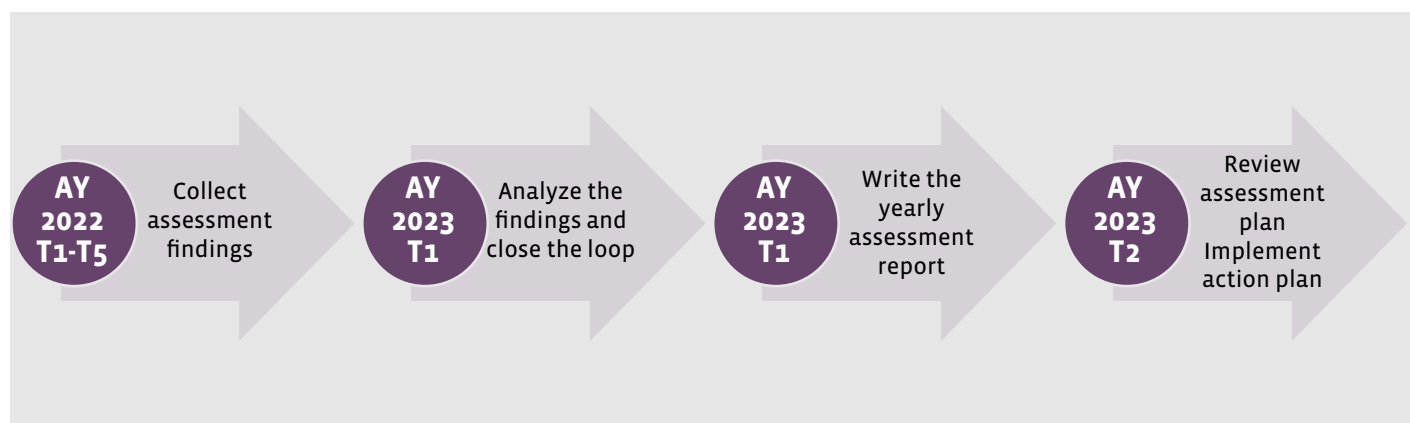 AY
2022
T1-T5
Collect
assessment
findings
AY
2023
T1
Analyze the
findings and
close the loop
AY
2023
T1
Write the
yearly
assessment
report
AY
2023
T2
Review
assessment
plan
Implement
action plan